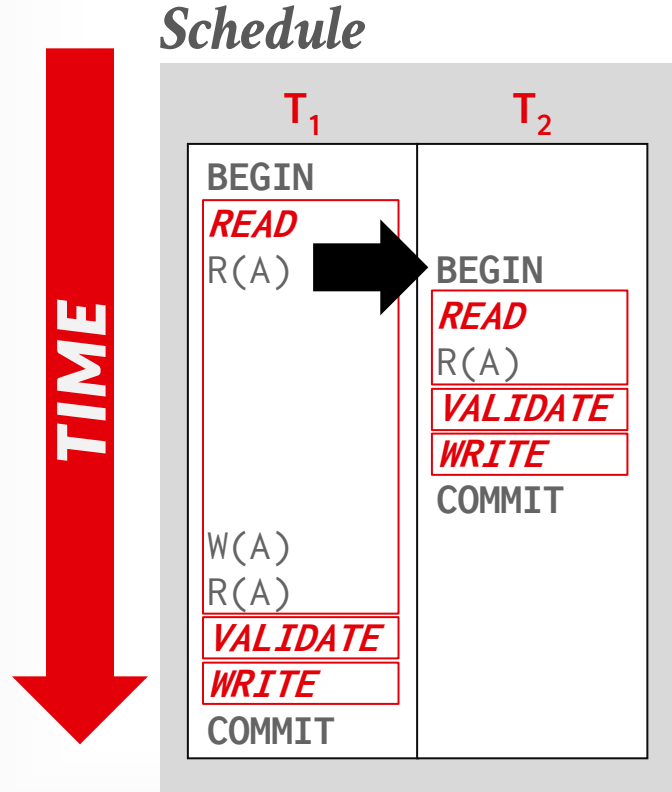 Schedule
TIME
T1
T2
BEGIN
READ
R(A)
W(A)
R(A)
VALIDATE
WRITE
COMMIT
BEGIN
READ
R(A)
VALIDATE
WRITE
COMMIT